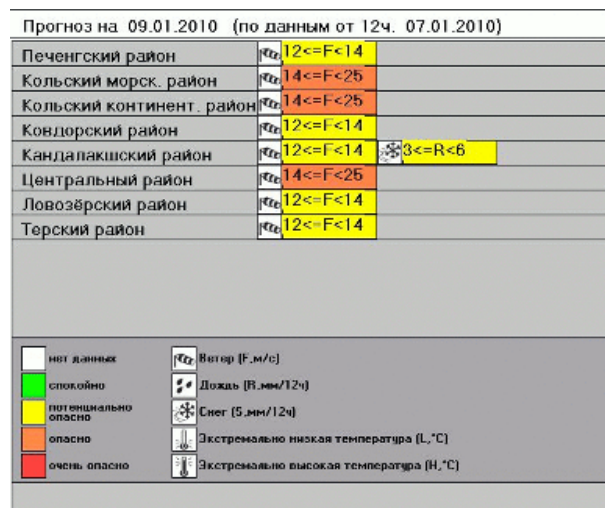 Прогноз на 09.01.2010 (по данным от 12ч. 07.01.2010)
Печенгский район 12<=F<14
Кольский морск. район 14<=F<25
Кольский континент. район 14<=F<25
Ковдорский район 12<=F<14
Кандалакшский район 12<=F<14 3<=R<6
Центральный район 14<=F<25
Ловозёрский район 12<=F<14
Терский район 12<=F<14
нет данных Ветер (F,м/с)
спокойно Дождь (R,мм/12ч)
потенциально
опасно Снег (S,мм/12ч)
опасно Экстремально низкая температура (L,°C)
очень опасно Экстремально высокая температура (H,°C)